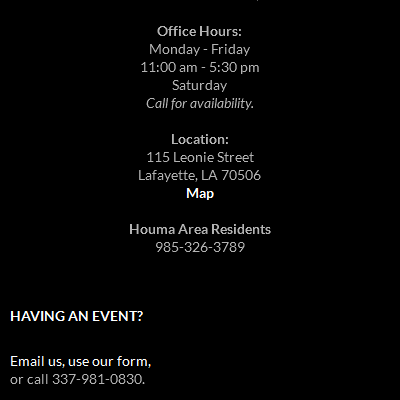 Office Hours:
Monday - Friday
11:00 am - 5:30 pm
Saturday
Call for availability.
Location:
115 Leonie Street
Lafayette, LA 70506
Map
Houma Area Residents
985-326-3789
HAVING AN EVENT?
Email us, use our form,
or call 337-981-0830.